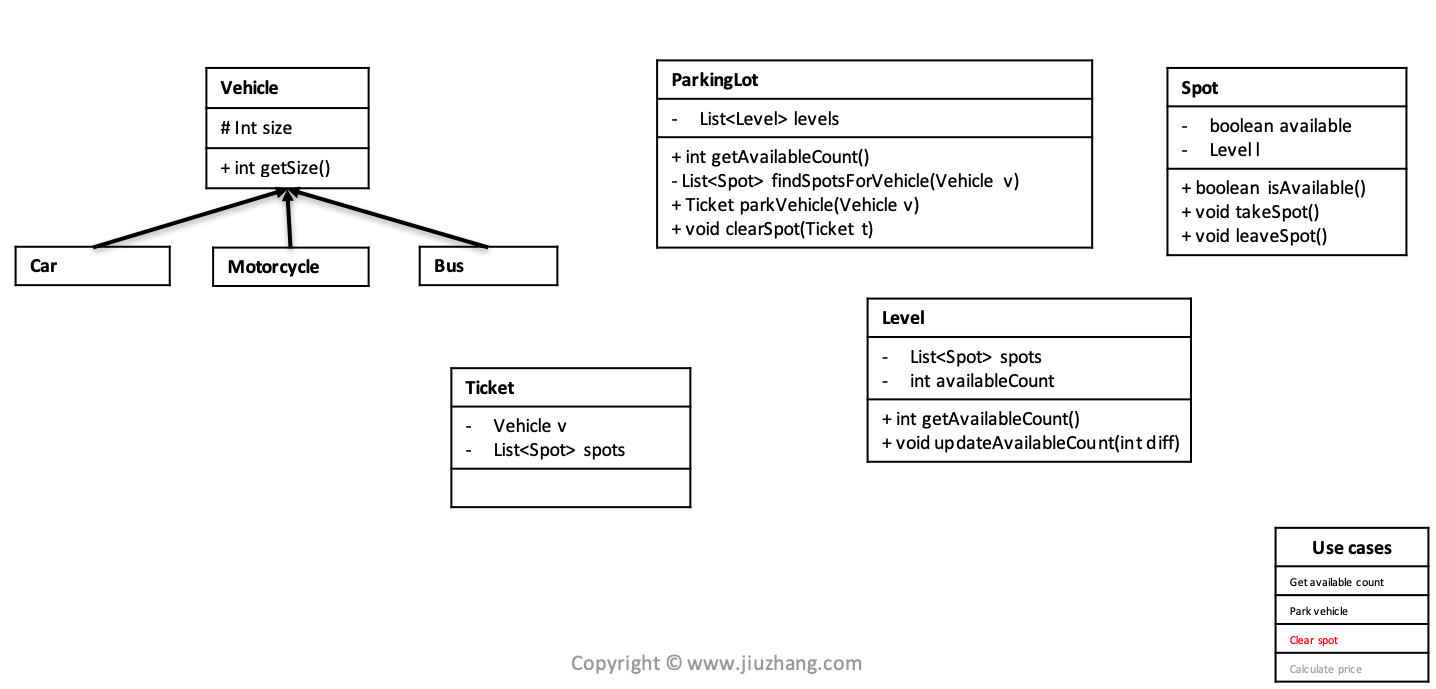 Vehicle
# Int size
+ int getSize()
Car
Motorcycle
Bus
ParkingLot
- List<Level> levels
+ int getAvailableCount()
- List<Spot> findSpotsForVehicle(Vehicle v)
+ Ticket parkVehicle(Vehicle v)
+ void clearSpot(Ticket t)
Spot
- boolean available
- Level l
+ boolean isAvailable()
+ void takeSpot()
+ void leaveSpot()
Level
- List<Spot> spots
- int availableCount
+ int getAvailableCount()
+ void updateAvailableCount(int diff)
Ticket
- Vehicle v
- List<Spot> spots
Use cases
Get available count
Park vehicle
Clear spot
Calculate price
Copyright © www.jiuzhang.com